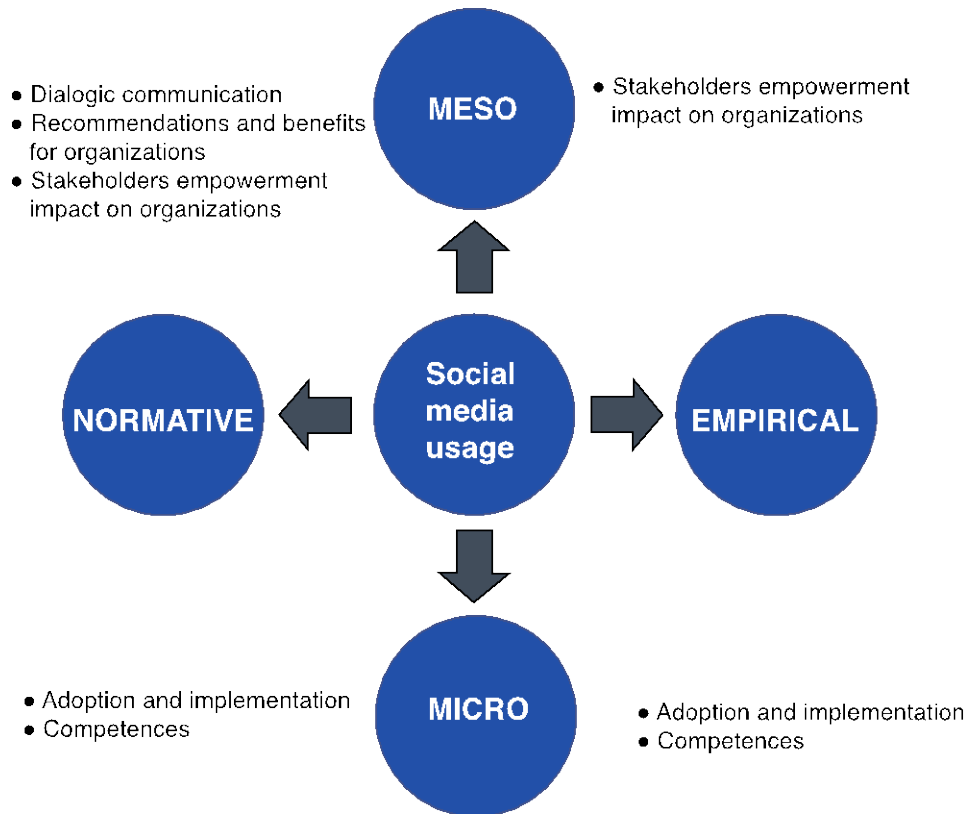 MESO
● Dialogic communication
● Recommendations and benefits
for organizations
● Stakeholders empowerment
impact on organizations
● Stakeholders empowerment
impact on organizations
NORMATIVE
Social
media
usage
EMPIRICAL
MICRO
● Adoption and implementation
● Competences
● Adoption and implementation
● Competences